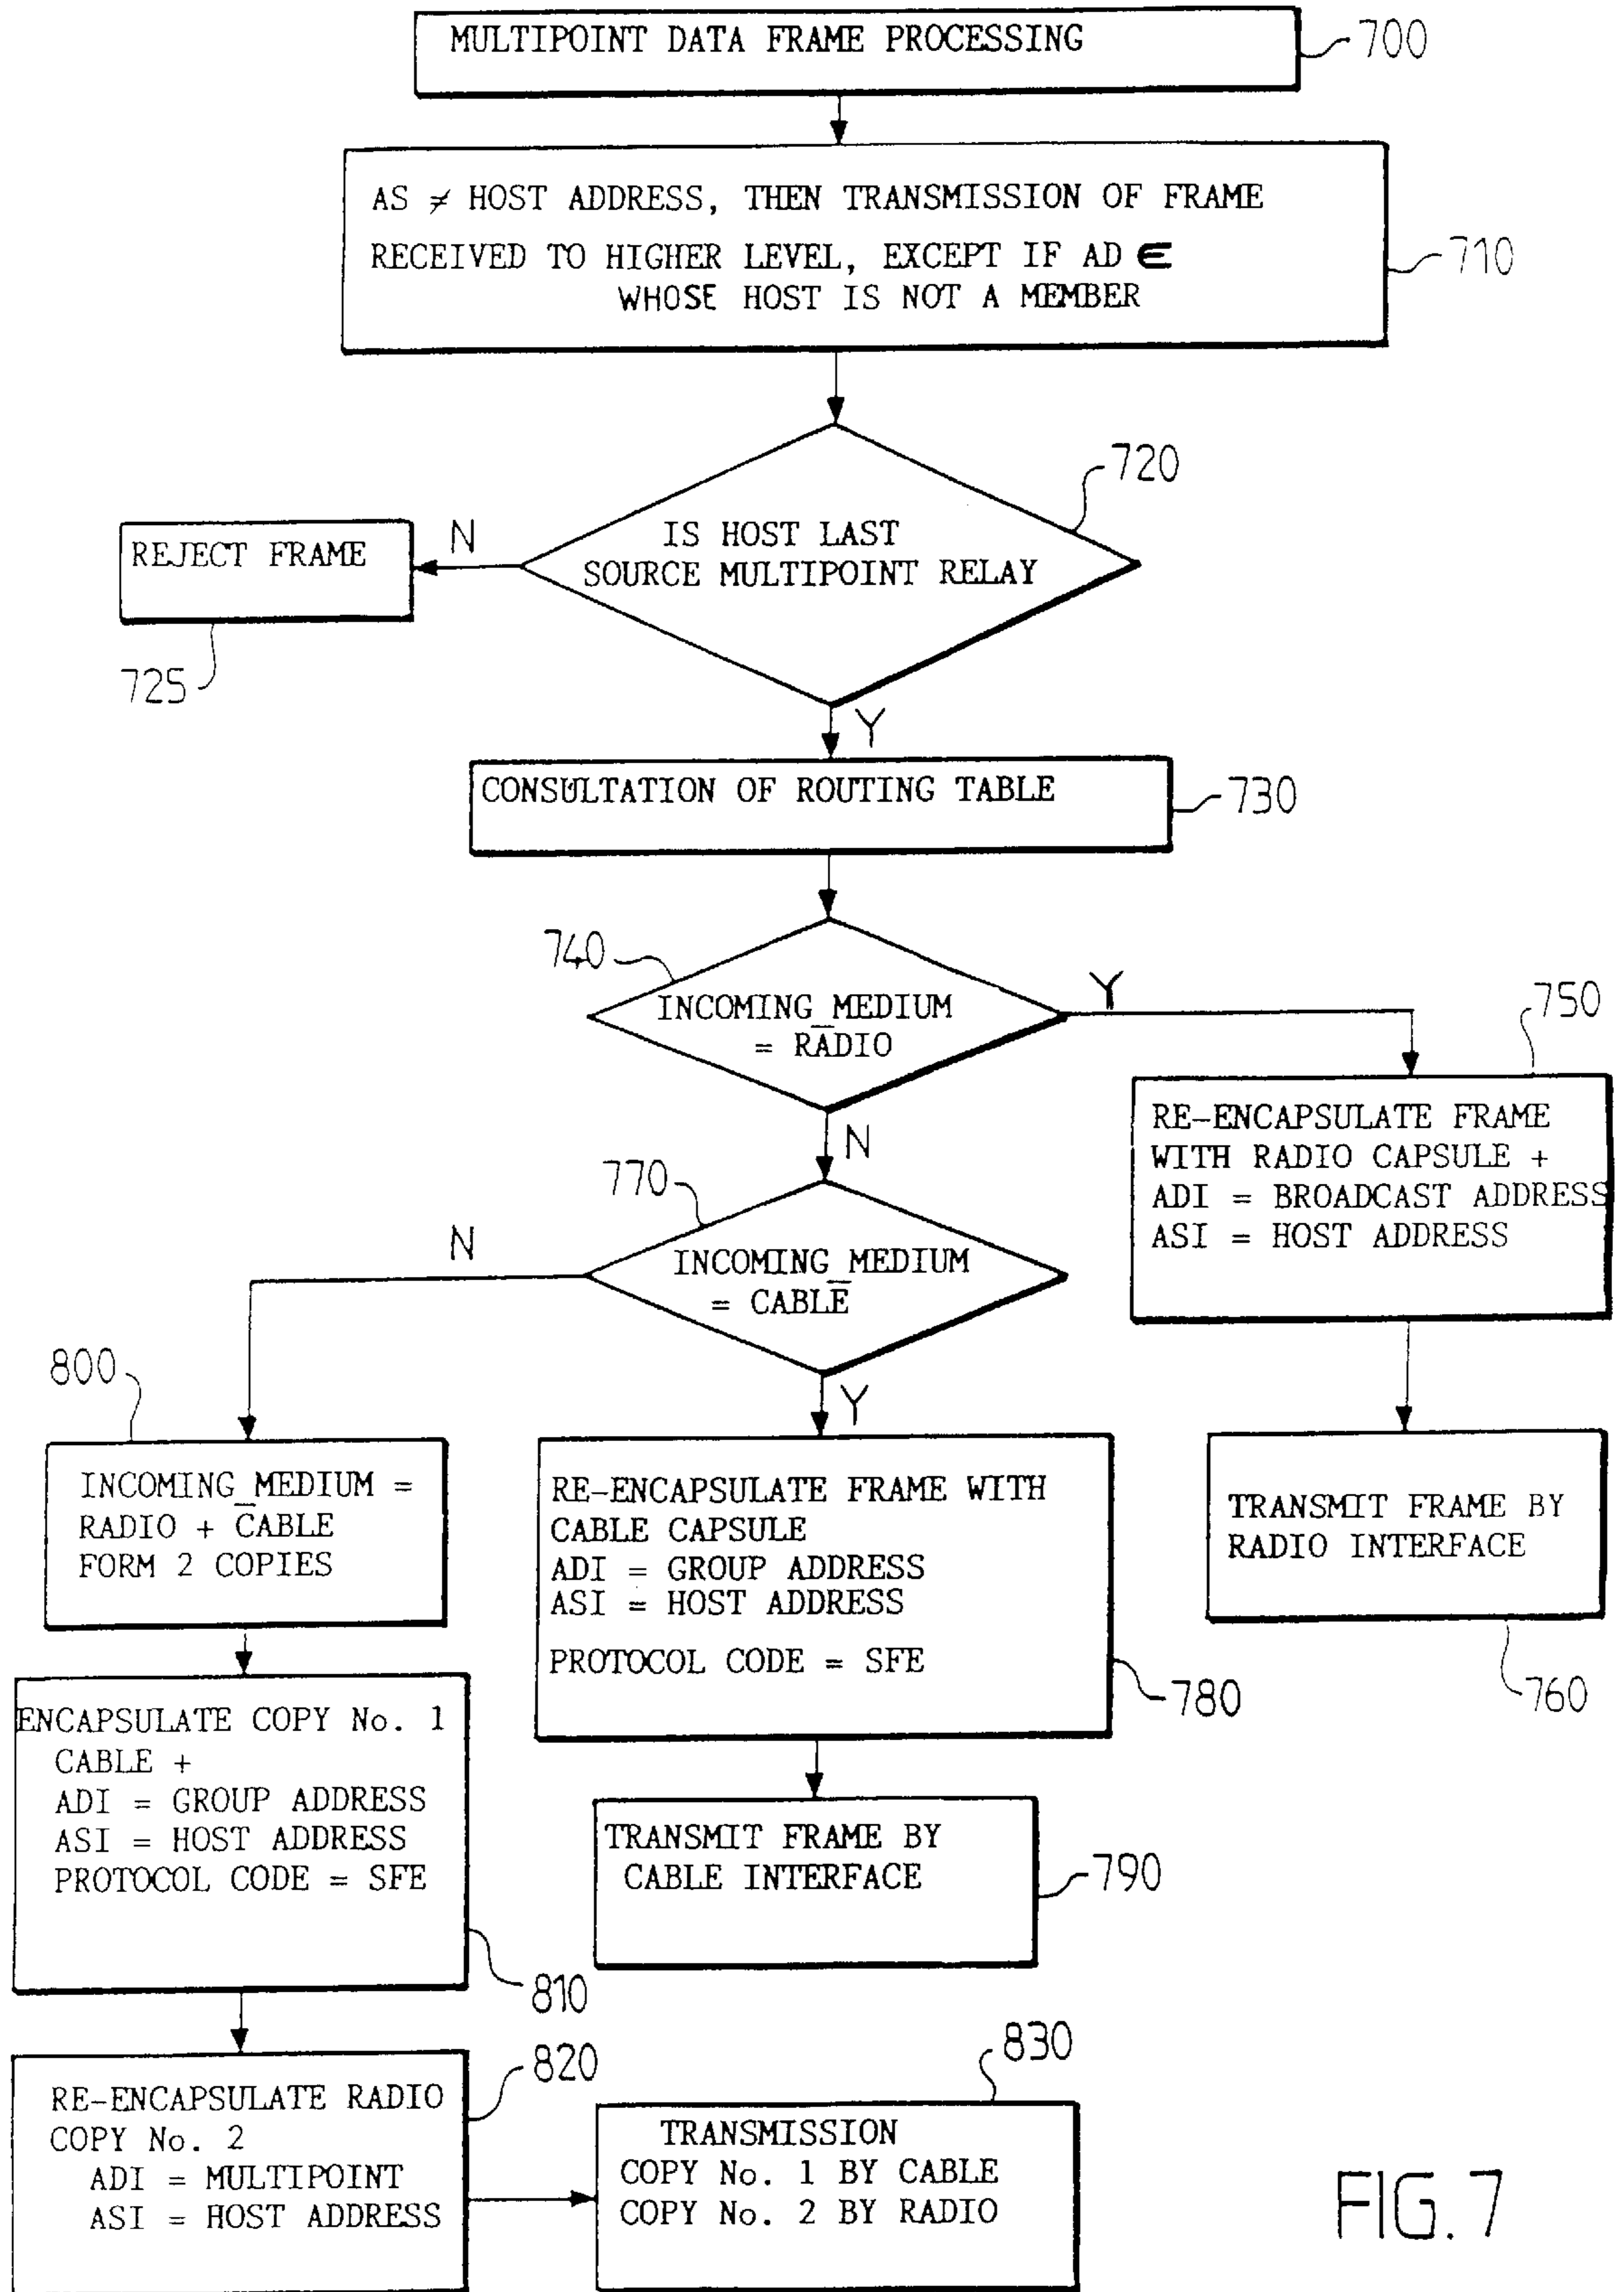 MULTIPOINT DATA FRAME PROCESSING
700
AS ≠ HOST ADDRESS, THEN TRANSMISSION OF FRAME
RECEIVED TO HIGHER LEVEL, EXCEPT IF AD ∈
WHOSE HOST IS NOT A MEMBER
710
720
IS HOST LAST
SOURCE MULTIPOINT RELAY
N
REJECT FRAME
725
Y
CONSULTATION OF ROUTING TABLE
730
740
INCOMING_MEDIUM
= RADIO
Y
750
RE-ENCAPSULATE FRAME
WITH RADIO CAPSULE +
ADI = BROADCAST ADDRESS
ASI = HOST ADDRESS
N
770
INCOMING_MEDIUM
= CABLE
N
Y
800
INCOMING_MEDIUM =
RADIO + CABLE
FORM 2 COPIES
RE-ENCAPSULATE FRAME WITH
CABLE CAPSULE
ADI = GROUP ADDRESS
ASI = HOST ADDRESS
PROTOCOL CODE = SFE
780
TRANSMIT FRAME BY
RADIO INTERFACE
760
ENCAPSULATE COPY No. 1
CABLE +
ADI = GROUP ADDRESS
ASI = HOST ADDRESS
PROTOCOL CODE = SFE
810
TRANSMIT FRAME BY
CABLE INTERFACE
790
RE-ENCAPSULATE RADIO
COPY No. 2
ADI = MULTIPOINT
ASI = HOST ADDRESS
820
830
TRANSMISSION
COPY No. 1 BY CABLE
COPY No. 2 BY RADIO
FIG. 7